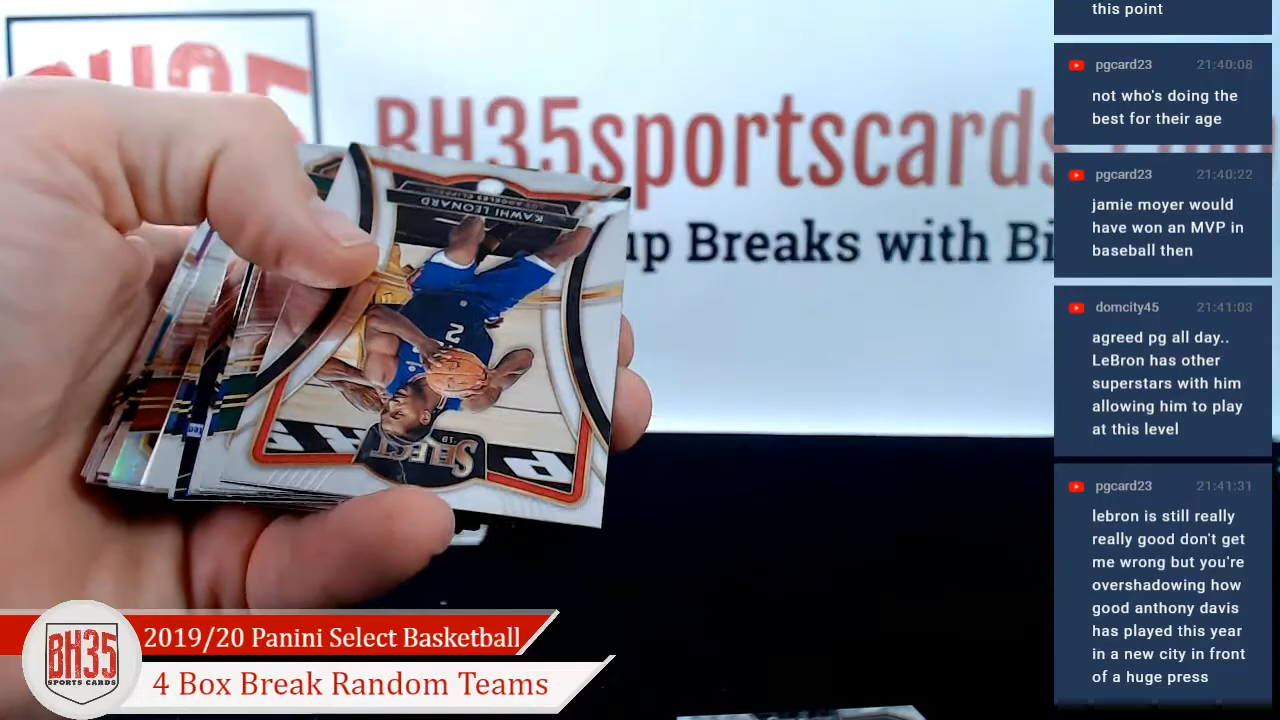 BH35
BH35sportscards
up Breaks with Bi
KAWHI LEONARD
LOS ANGELES CLIPPERS
2
'19
SELECT
2019/20 Panini Select Basketball
4 Box Break Random Teams
BH35
SPORTS CARDS
this point
pgcard23 21:40:08
not who's doing the
best for their age
pgcard23 21:40:22
jamie moyer would
have won an MVP in
baseball then
domcity45 21:41:03
agreed pg all day..
LeBron has other
superstars with him
allowing him to play
at this level
pgcard23 21:41:31
lebron is still really
really good don't get
me wrong but you're
overshadowing how
good anthony davis
has played this year
in a new city in front
of a huge press